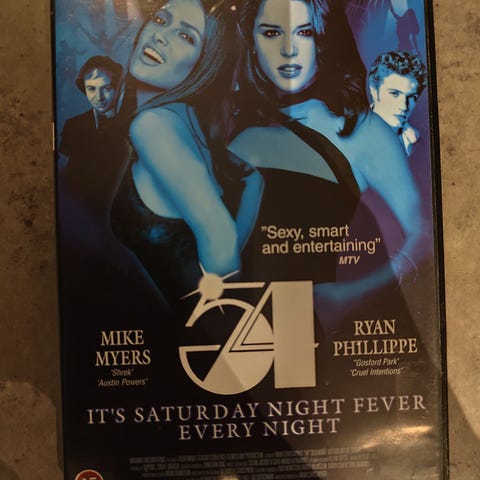 "Sexy, smart
and entertaining"
MTV
54
MIKE
MYERS
"Shrek"
"Austin Powers"
RYAN
PHILLIPPE
"Gosford Park"
"Cruel Intentions"
IT'S SATURDAY NIGHT FEVER
EVERY NIGHT